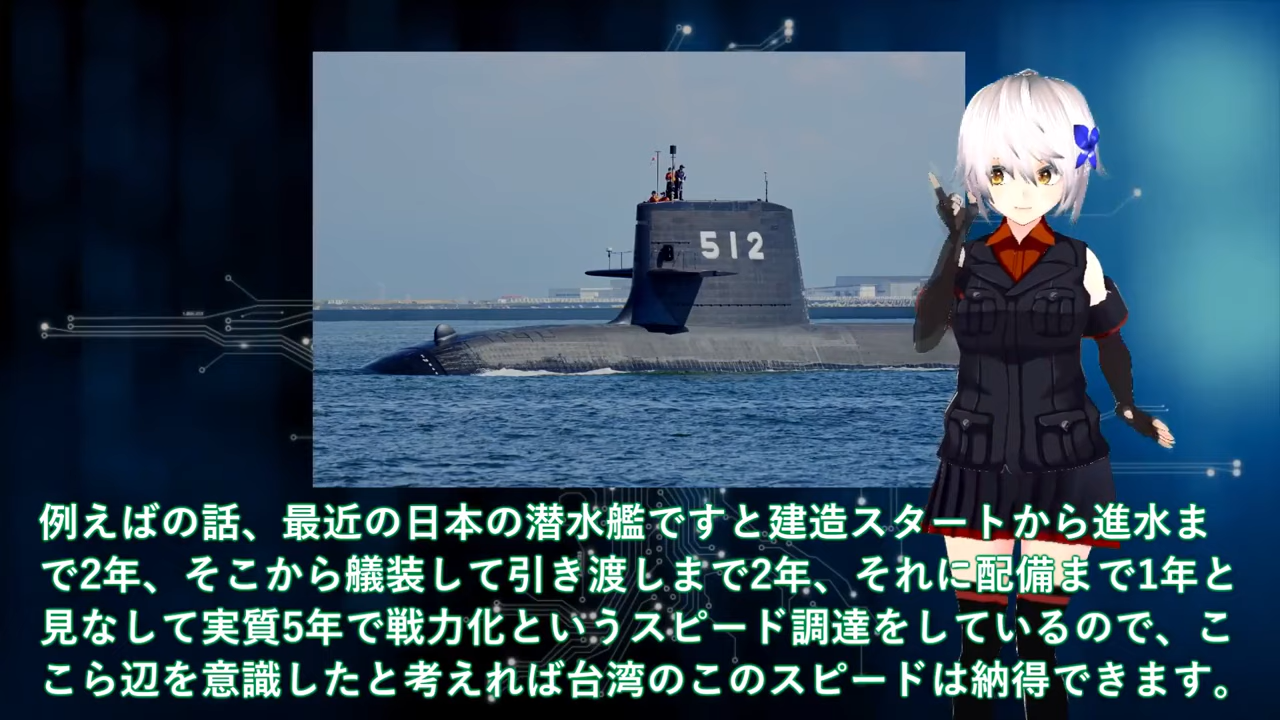 512
例えばの話、最近の日本の潜水艦ですと建造スタートから進水ま
で2年、そこから艤装して引き渡しまで2年、それに配備まで1年と
見なして実質5年で戦力化というスピード調達をしているので、こ
こら辺を意識したと考えれば台湾のこのスピードは納得できます。